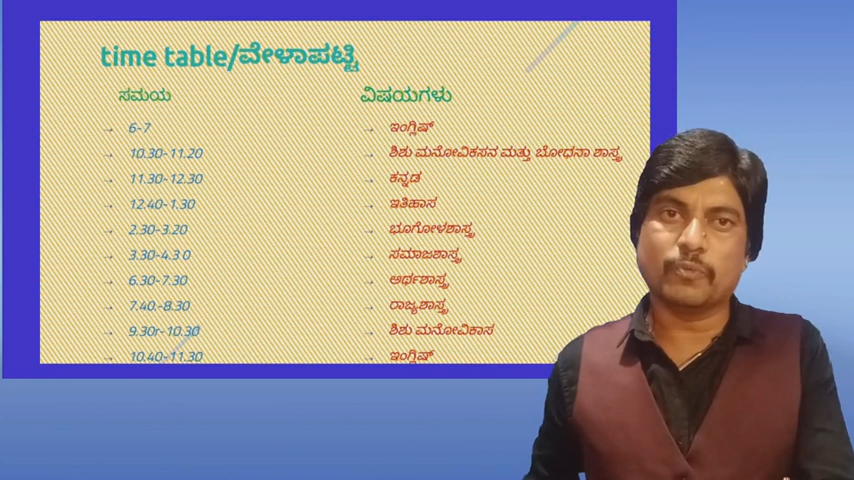 time table/ವೇಳಾಪಟ್ಟಿ
ಸಮಯ ವಿಷಯಗಳು
→ 6-7 → ಇಂಗ್ಲಿಷ್
→ 10.30-11.20 → ಶಿಶು ಮನೋವಿಕಸನ ಮತ್ತು ಬೋಧನಾ ಶಾಸ್ತ್ರ
→ 11.30-12.30 → ಕನ್ನಡ
→ 12.40-1.30 → ಇತಿಹಾಸ
→ 2.30-3.20 → ಭೂಗೋಳಶಾಸ್ತ್ರ
→ 3.30-4.3 0 → ಸಮಾಜಶಾಸ್ತ್ರ
→ 6.30-7.30 → ಅರ್ಥಶಾಸ್ತ್ರ
→ 7.40.-8.30 → ರಾಜ್ಯಶಾಸ್ತ್ರ
→ 9.30r-10.30 → ಶಿಶು ಮನೋವಿಕಾಸ
→ 10.40-11.30 → ಇಂಗ್ಲಿಷ್